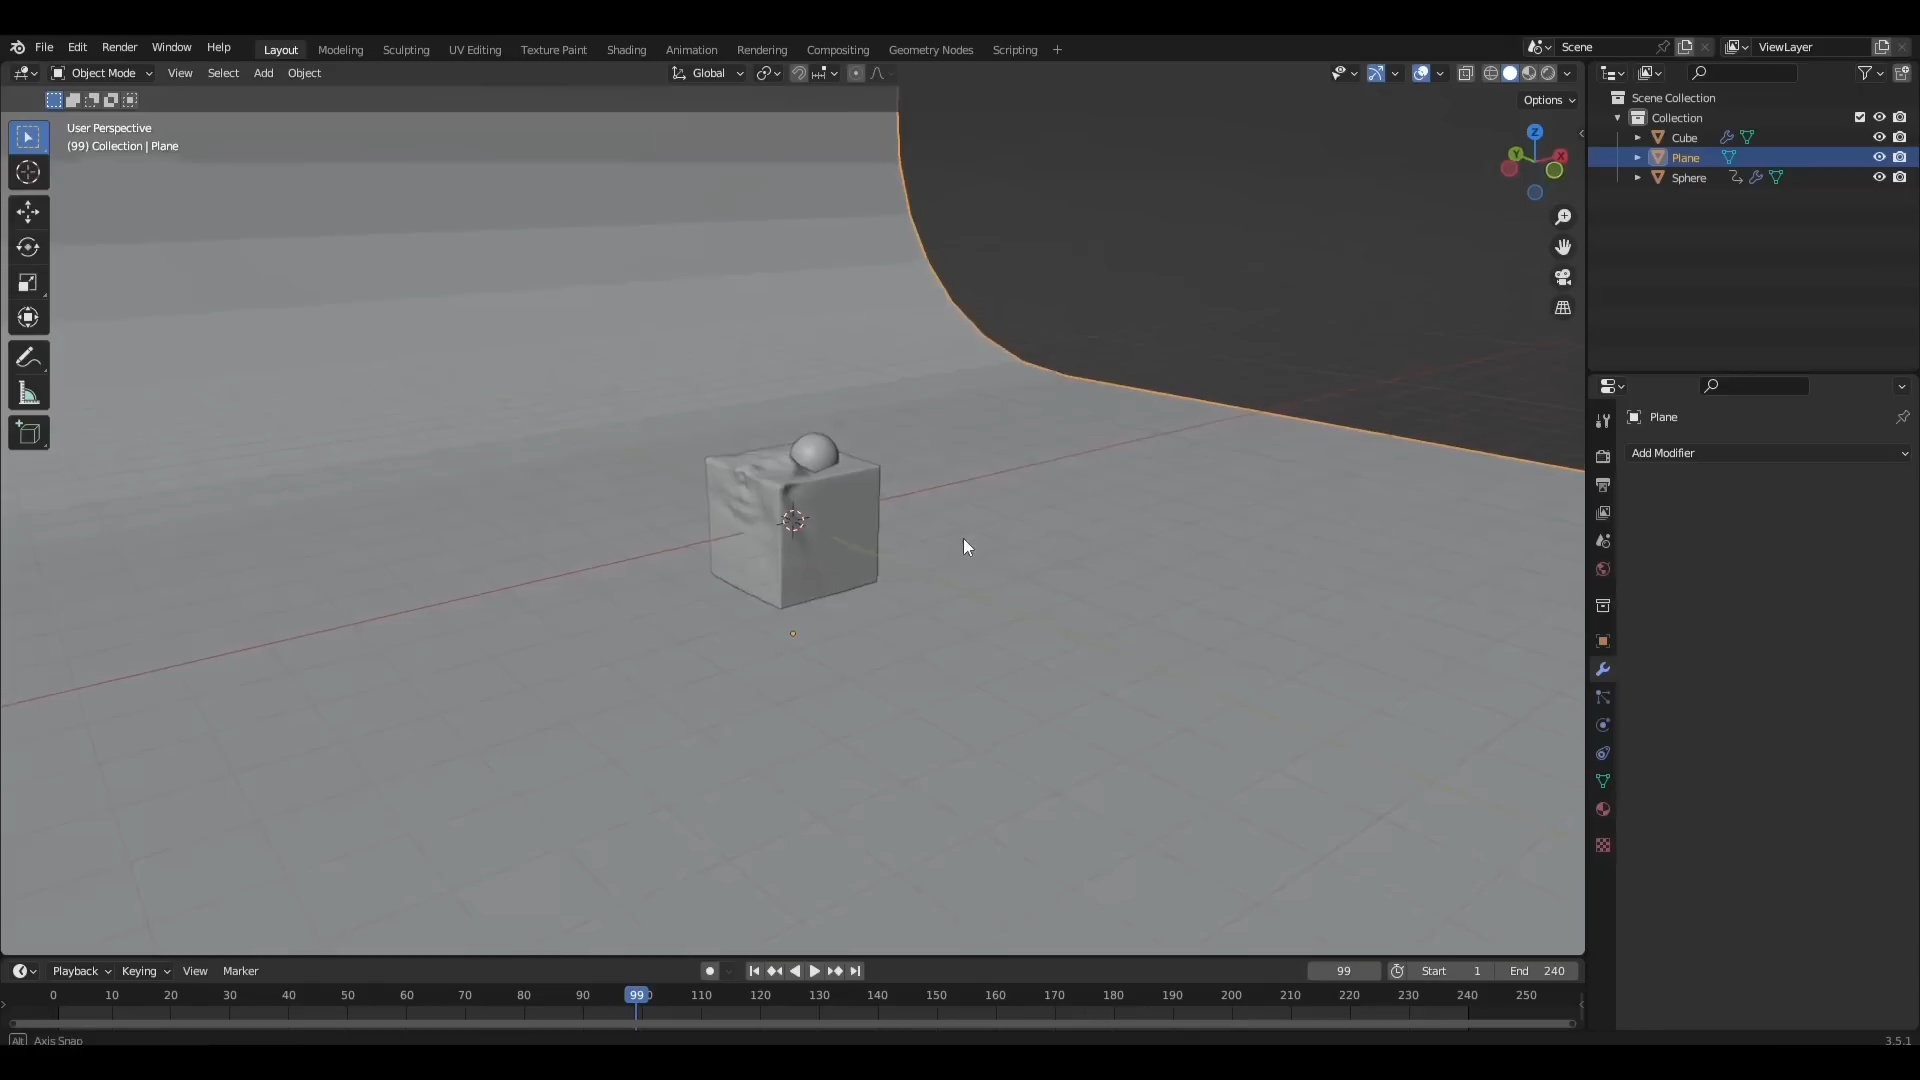 File Edit Render Window Help Layout Modeling Sculpting UV Editing Texture Paint Shading Animation Rendering Compositing Geometry Nodes Scripting + Scene ViewLayer
Object Mode View Select Add Object Global
Options
User Perspective
(99) Collection | Plane
Z
Y
X
Scene Collection
Collection
Cube
Plane
Sphere
Plane
Add Modifier
Playback Keying View Marker 99 Start 1 End 240
0 10 20 30 40 50 60 70 80 90 99 110 120 130 140 150 160 170 180 190 200 210 220 230 240 250
Alt Axis Snap 3.5.1